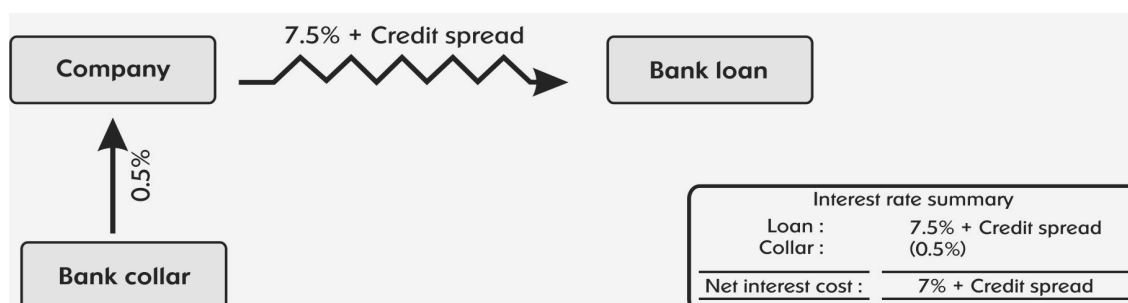 7.5% + Credit spread
Company
Bank loan
0.5%
Bank collar
Interest rate summary
Loan : 7.5% + Credit spread
Collar : (0.5%)
Net interest cost : 7% + Credit spread